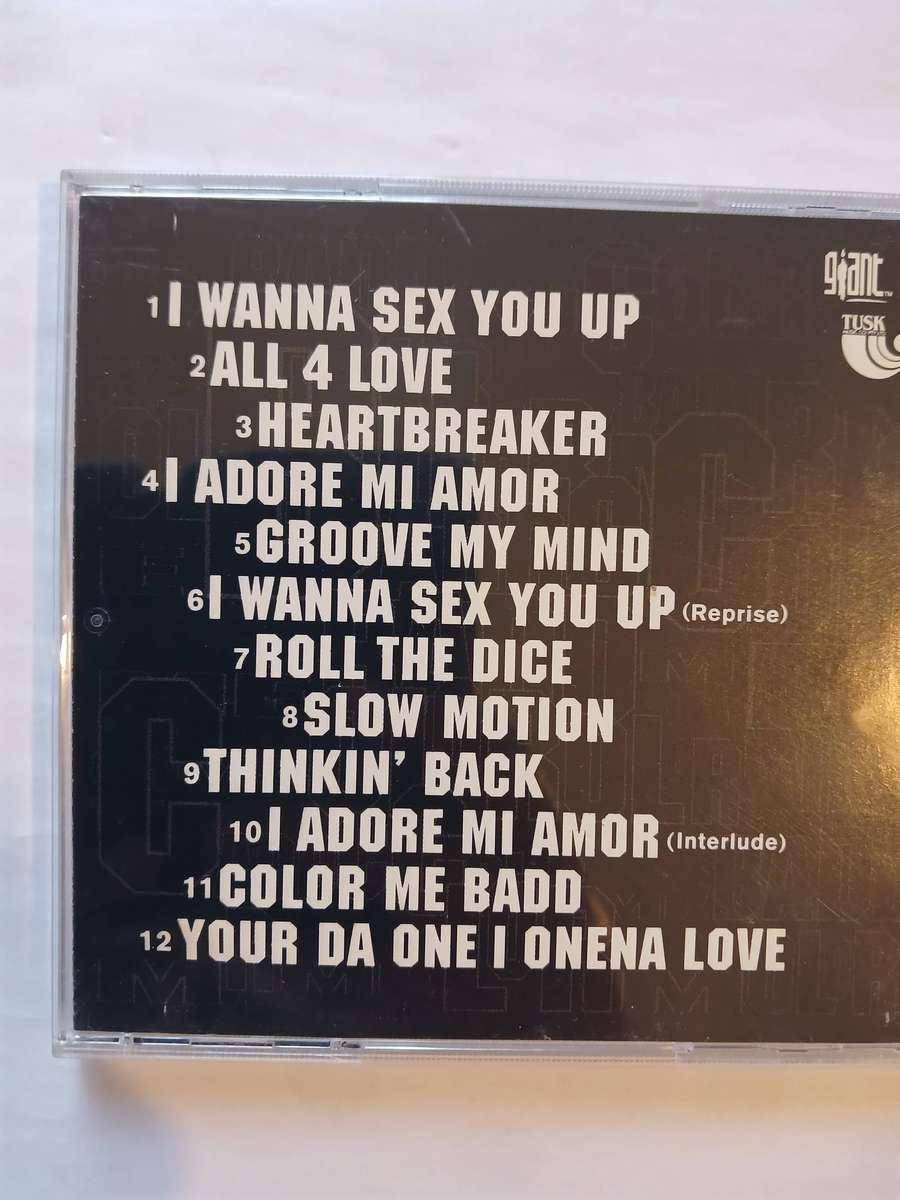 giant™
TUSK
1 I WANNA SEX YOU UP
2 ALL 4 LOVE
3 HEARTBREAKER
4 I ADORE MI AMOR
5 GROOVE MY MIND
6 I WANNA SEX YOU UP (Reprise)
7 ROLL THE DICE
8 SLOW MOTION
9 THINKIN' BACK
10 I ADORE MI AMOR (Interlude)
11 COLOR ME BADD
12 YOUR DA ONE I ONENA LOVE